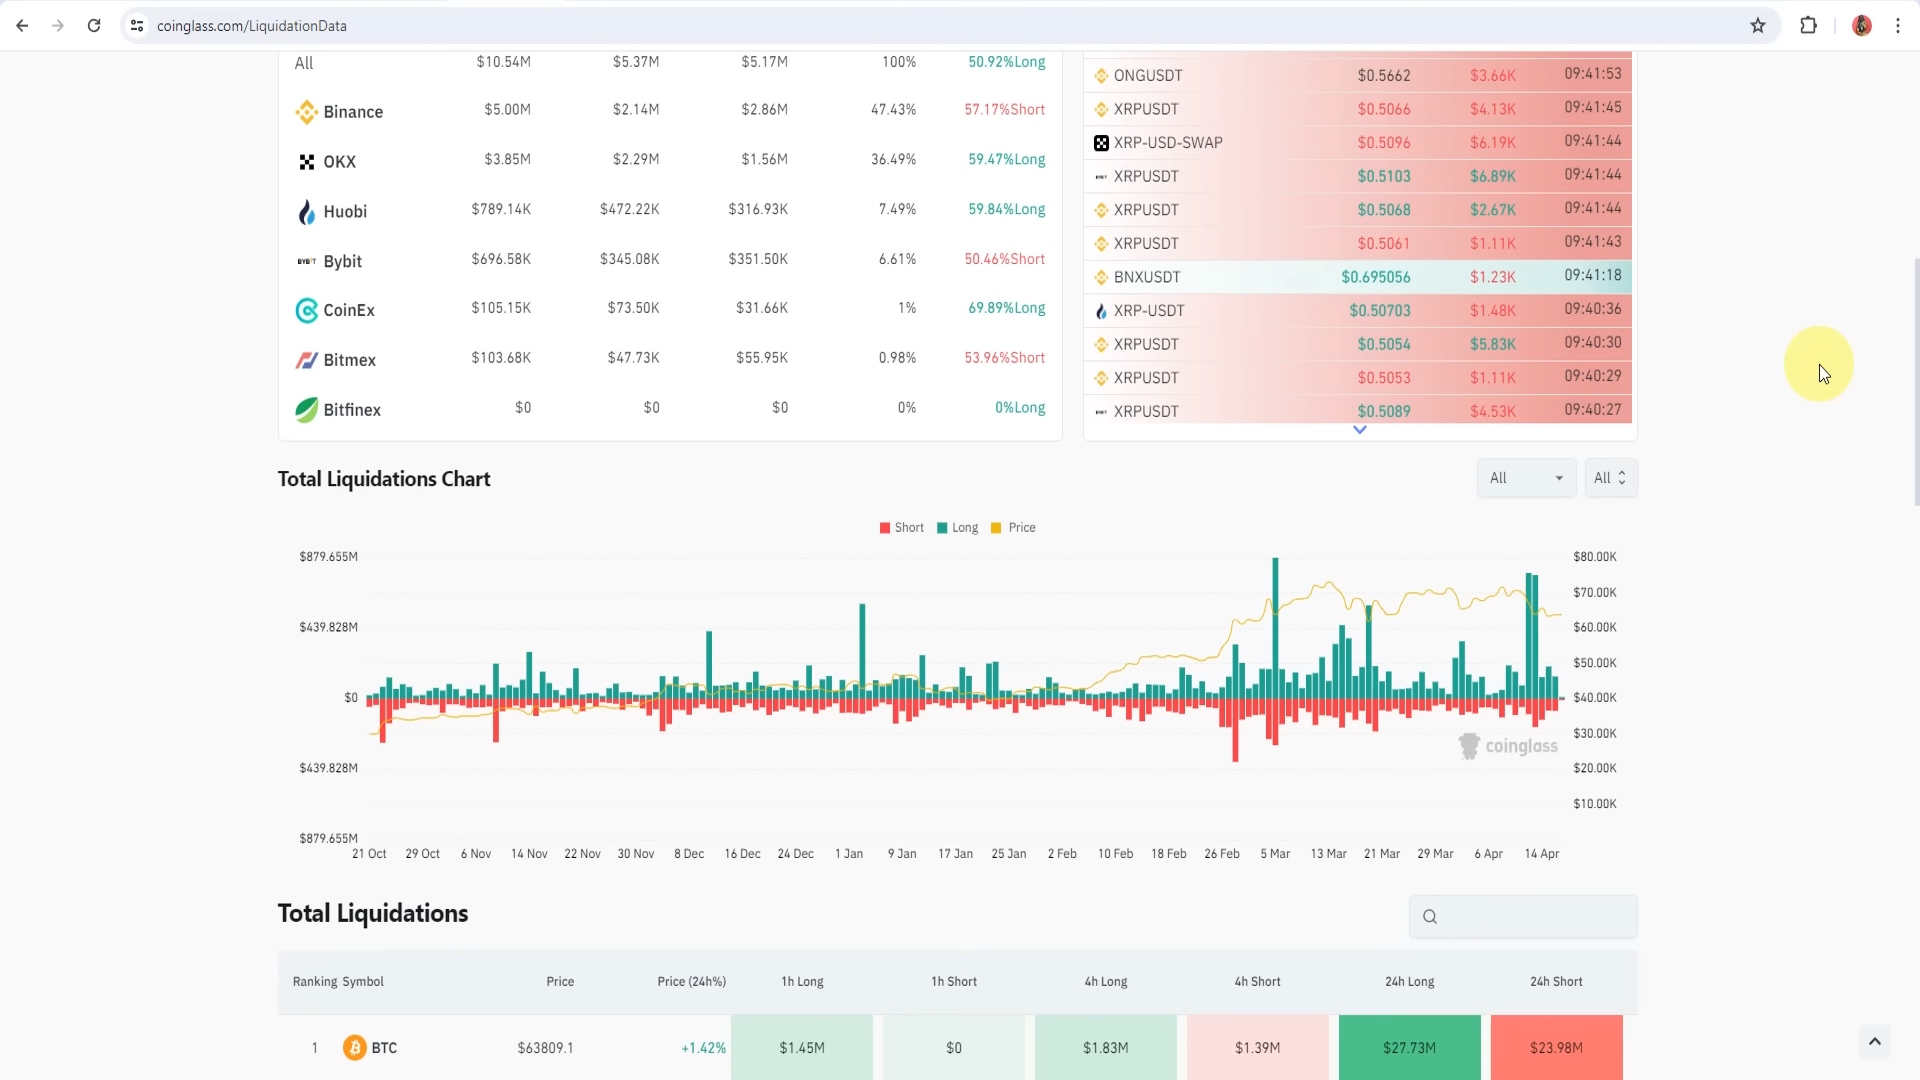 coinglass.com/LiquidationData
All $10.54M $5.37M $5.17M 100% 50.92%Long
Binance $5.00M $2.14M $2.86M 47.43% 57.17%Short
OKX $3.85M $2.29M $1.56M 36.49% 59.47%Long
Huobi $789.14K $472.22K $316.93K 7.49% 59.84%Long
BYBIT Bybit $696.58K $345.08K $351.50K 6.61% 50.46%Short
CoinEx $105.15K $73.50K $31.66K 1% 69.89%Long
Bitmex $103.68K $47.73K $55.95K 0.98% 53.96%Short
Bitfinex $0 $0 $0 0% 0%Long
ONGUSDT $0.5662 $3.66K 09:41:53
XRPUSDT $0.5066 $4.13K 09:41:45
XRP-USD-SWAP $0.5096 $6.19K 09:41:44
XRPUSDT $0.5103 $6.89K 09:41:44
XRPUSDT $0.5068 $2.67K 09:41:44
XRPUSDT $0.5061 $1.11K 09:41:43
BNXUSDT $0.695056 $1.23K 09:41:18
XRP-USDT $0.50703 $1.48K 09:40:36
XRPUSDT $0.5054 $5.83K 09:40:30
XRPUSDT $0.5053 $1.11K 09:40:29
XRPUSDT $0.5089 $4.53K 09:40:27
Total Liquidations Chart
All All
Short Long Price
$879.655M $80.00K
$70.00K
$439.828M $60.00K
$50.00K
$0 $40.00K
$30.00K
coinglass
$439.828M $20.00K
$10.00K
$879.655M
21 Oct 29 Oct 6 Nov 14 Nov 22 Nov 30 Nov 8 Dec 16 Dec 24 Dec 1 Jan 9 Jan 17 Jan 25 Jan 2 Feb 10 Feb 18 Feb 26 Feb 5 Mar 13 Mar 21 Mar 29 Mar 6 Apr 14 Apr
Total Liquidations
Ranking Symbol Price Price (24h%) 1h Long 1h Short 4h Long 4h Short 24h Long 24h Short
1 BTC $63809.1 +1.42% $1.45M $0 $1.83M $1.39M $27.73M $23.98M